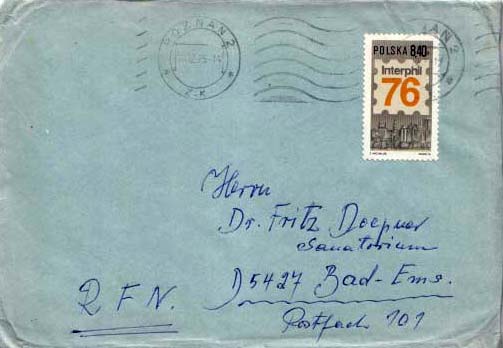 POZNAŃ 2
POLSKA 8,40
Interphil
76
Herrn
Dr. Fritz Doepner
Sanatorium
D5427 Bad-Ems.
R F N.
Postfach 101